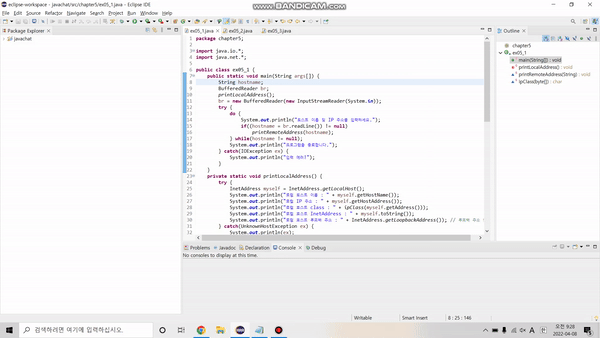 eclipse-workspace - javachat/src/chapter5/ex05_1.java - Eclipse IDE
WWW.BANDICAM.COM
File Edit Source Refactor Navigate Search Project Run Window Help
Package Explorer
javachat
ex05_1.java
ex05_2.java
ex05_3.java
package chapter5;
import java.io.*;
import java.net.*;
public class ex05_1 {
public static void main(String args[]) {
String hostname;
BufferedReader br;
printLocalAddress();
br = new BufferedReader(new InputStreamReader(System.in));
try {
do {
System.out.println("호스트 이름 및 IP 주소를 입력하세요.");
if((hostname = br.readLine()) != null)
printRemoteAddress(hostname);
} while(hostname != null);
System.out.println("프로그램을 종료합니다.");
} catch(IOException ex) {
System.out.println("입력 에러!");
}
}
private static void printLocalAddress() {
try {
InetAddress myself = InetAddress.getLocalHost();
System.out.println("로컬 호스트 이름 : " + myself.getHostName());
System.out.println("로컬 IP 주소 : " + myself.getHostAddress());
System.out.println("로컬 호스트 class : " + ipClass(myself.getAddress()));
System.out.println("로컬 호스트 InetAddress : " + myself.toString());
System.out.println("로컬 호스트 루프백 주소 : " + InetAddress.getLoopbackAddress()); // 루프백 주소
} catch(UnknownHostException ex) {
System.out.println(ex);
Outline
chapter5
ex05_1
main(String[]) : void
printLocalAddress() : void
printRemoteAddress(String) : void
ipClass(byte[]) : char
Problems Javadoc Declaration Console Debug
No consoles to display at this time.
Writable
Smart Insert
8 : 25 : 146
검색하려면 여기에 입력하십시오.
A
오전 9:28
2022-04-08